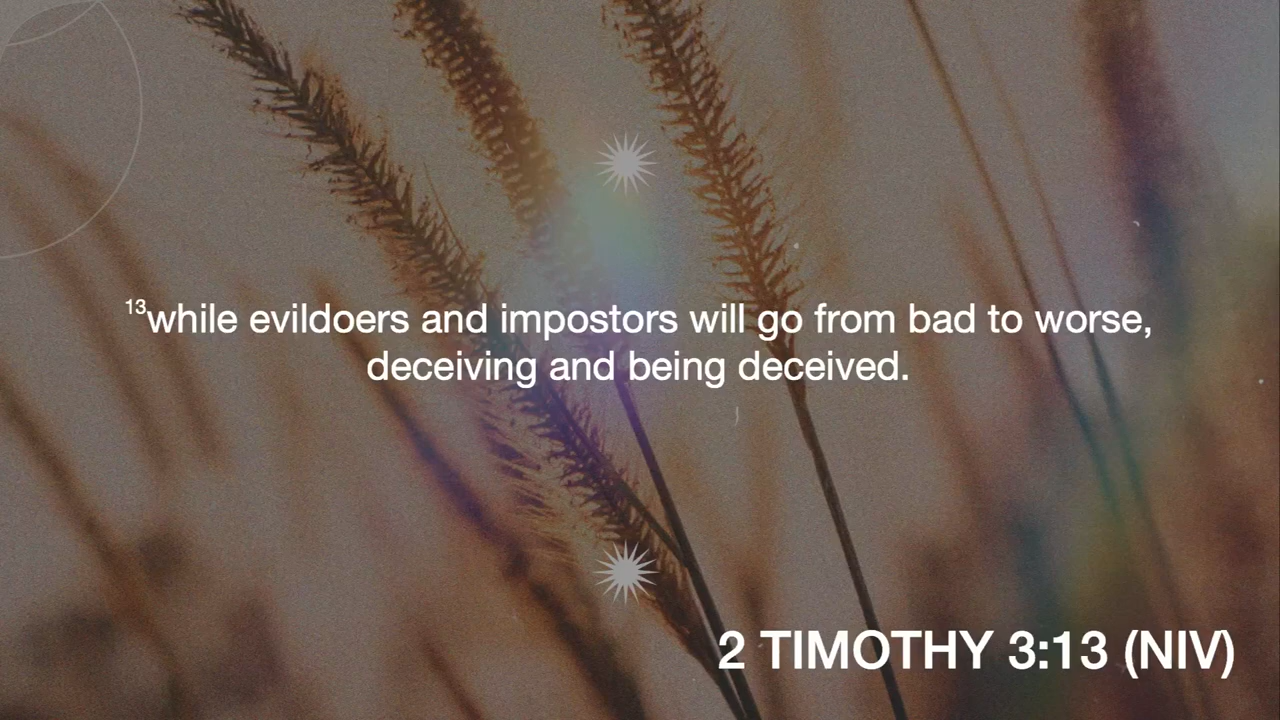 13while evildoers and impostors will go from bad to worse,
deceiving and being deceived.
2 TIMOTHY 3:13 (NIV)